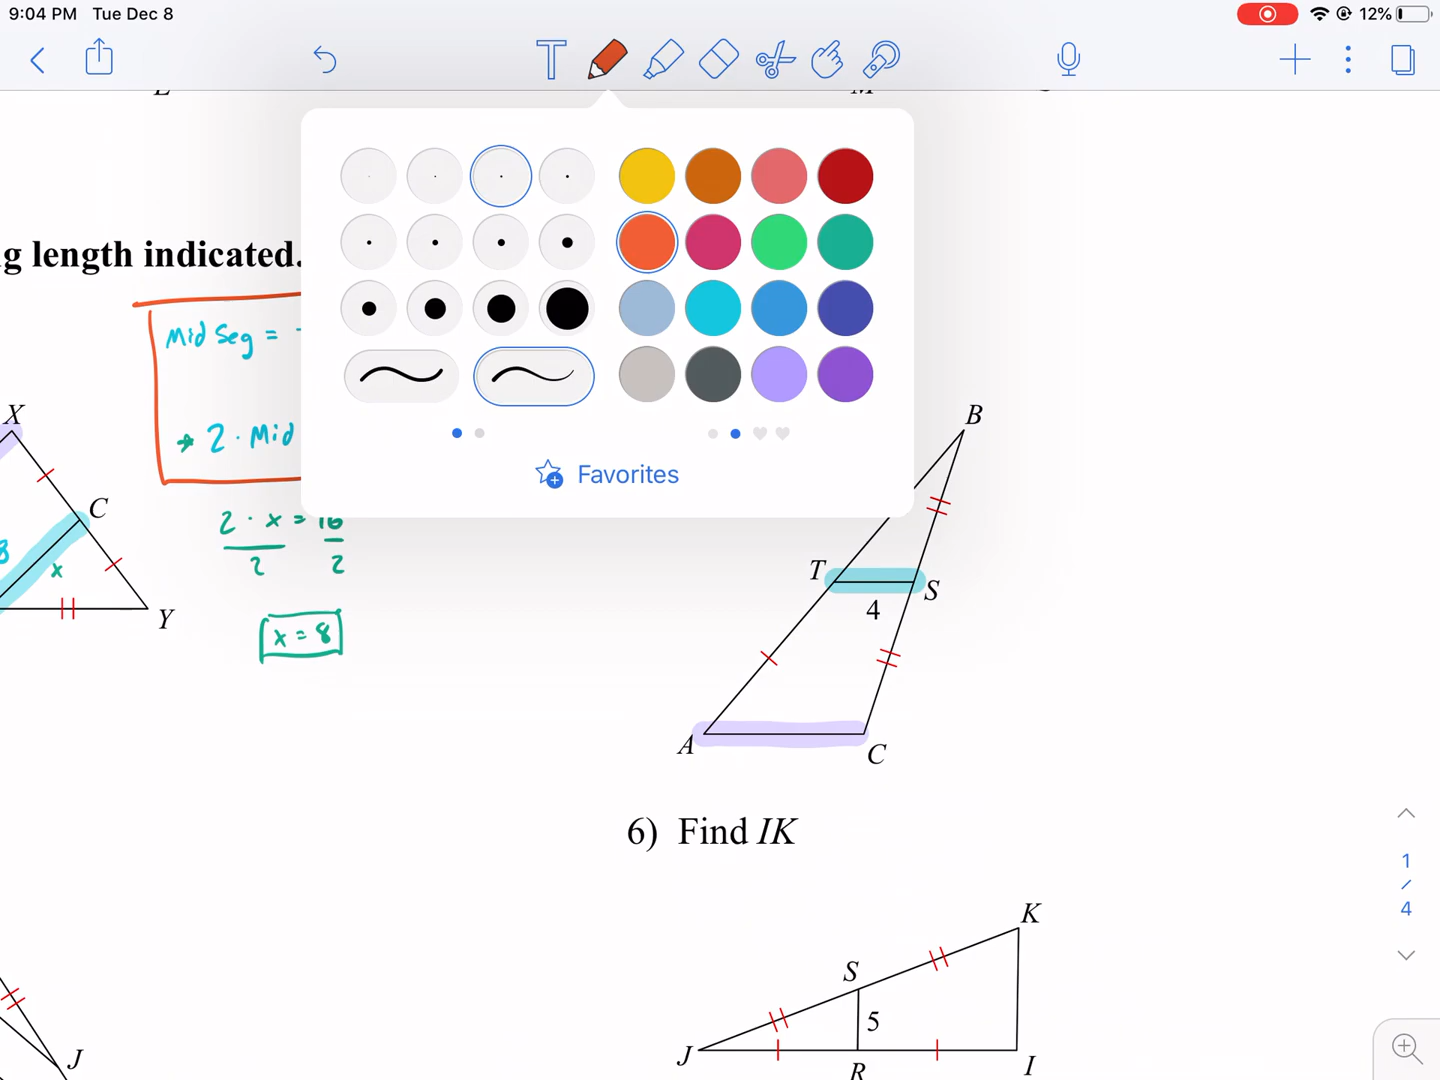 9:04 PM Tue Dec 8
12%
T
L
M
g length indicated.
Mid Seg =
* 2 · Mid
Favorites
X
C
8
x
Y
2 · x = 16
2 2
x = 8
B
T
S
4
A
C
6) Find IK
K
S
5
J
R
I
J
1
/
4